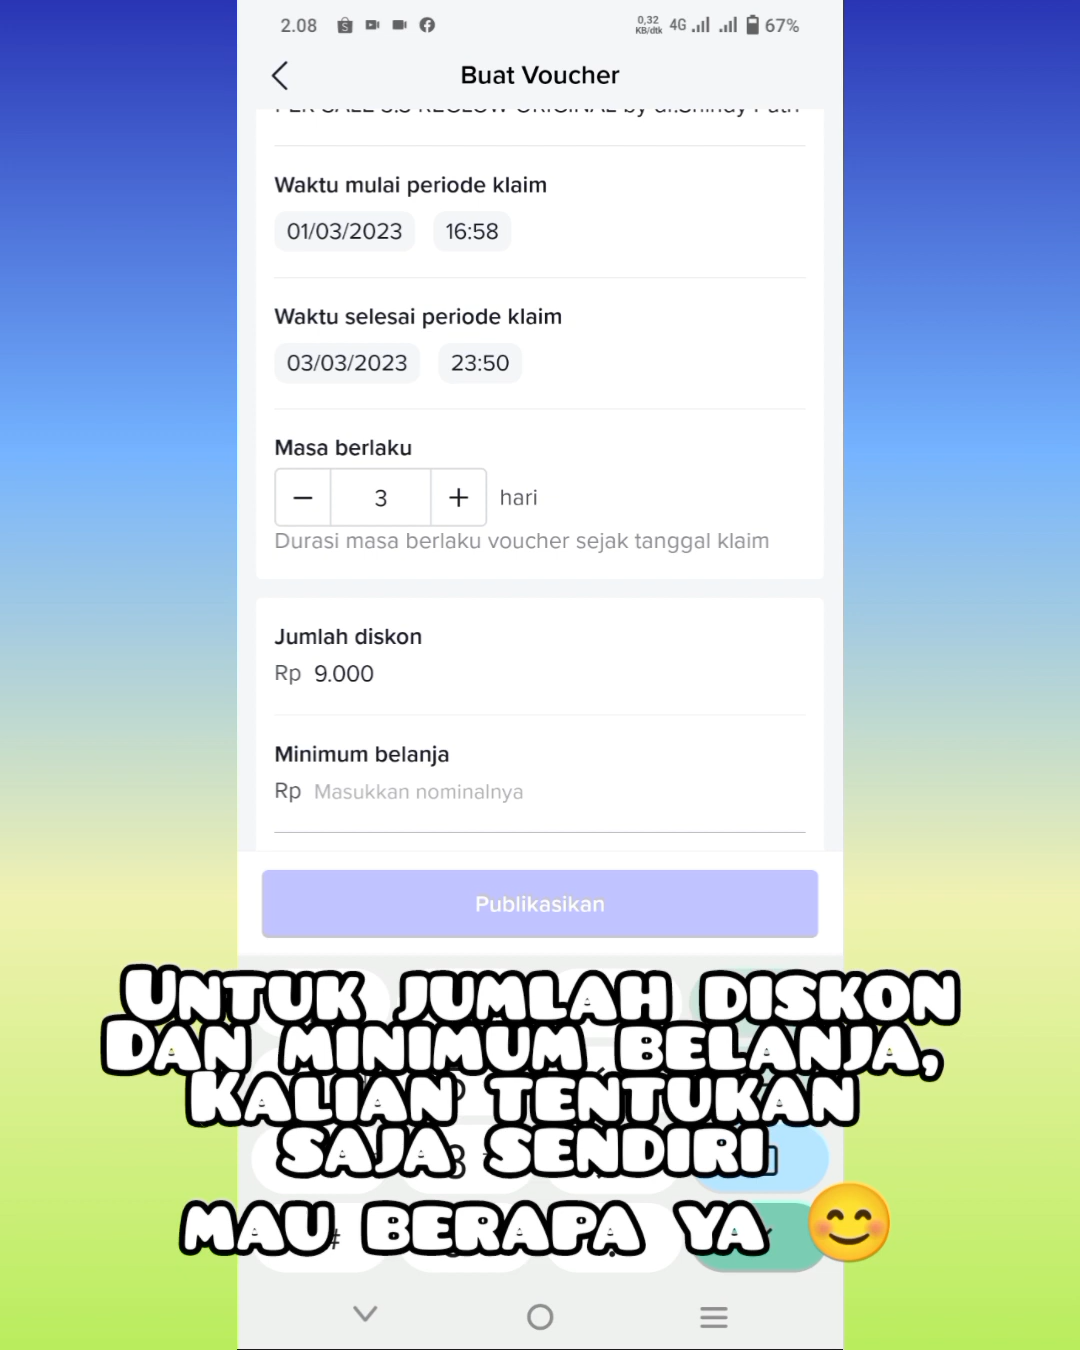 2.08
0,32
KB/dtk
4G
67%
Buat Voucher
Waktu mulai periode klaim
01/03/2023 16:58
Waktu selesai periode klaim
03/03/2023 23:50
Masa berlaku
− 3 + hari
Durasi masa berlaku voucher sejak tanggal klaim
Jumlah diskon
Rp 9.000
Minimum belanja
Rp Masukkan nominalnya
Publikasikan
UNTUK JUMLAH DISKON
DAN MINIMUM BELANJA,
KALIAN TENTUKAN
SAJA SENDIRI
MAU BERAPA YA 😊